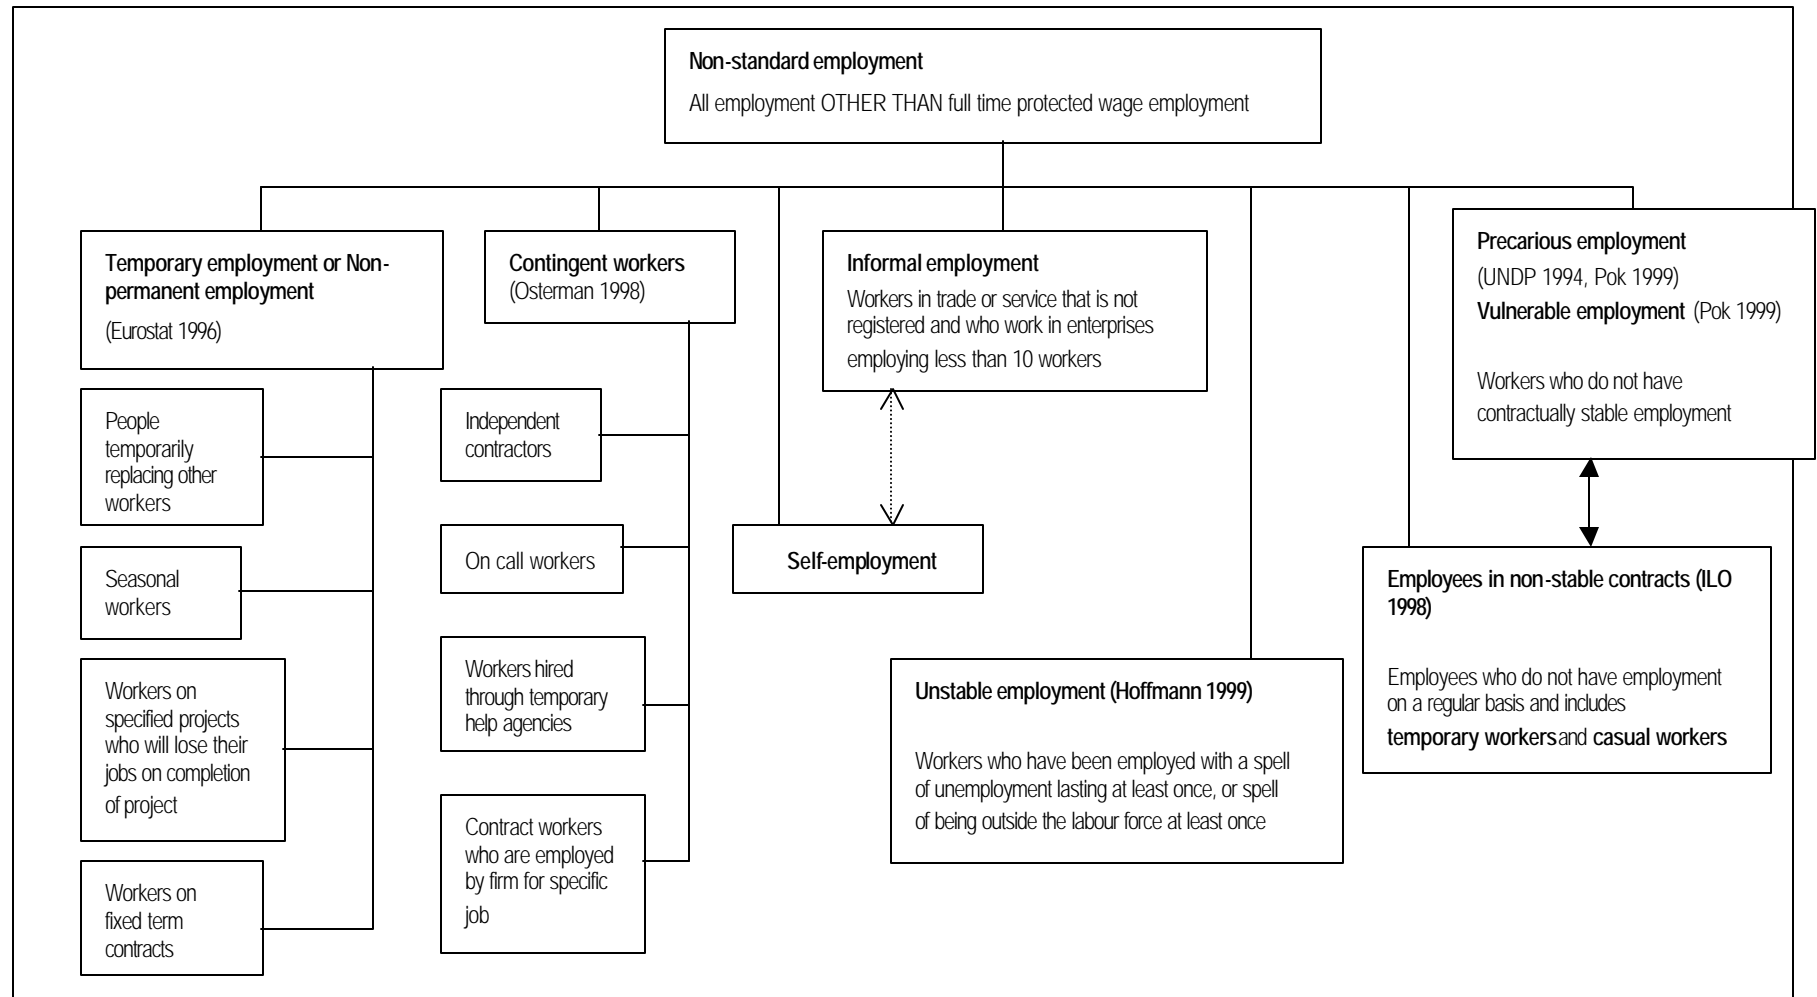 Non-standard employment
All employment OTHER THAN full time protected wage employment
Temporary employment or Non-
permanent employment
(Eurostat 1996)
People
temporarily
replacing other
workers
Seasonal
workers
Workers on
specified projects
who will lose their
jobs on completion
of project
Workers on
fixed term
contracts
Contingent workers
(Osterman 1998)
Independent
contractors
On call workers
Workers hired
through temporary
help agencies
Contract workers
who are employed
by firm for specific
job
Informal employment
Workers in trade or service that is not
registered and who work in enterprises
employing less than 10 workers
Self-employment
Unstable employment (Hoffmann 1999)
Workers who have been employed with a spell
of unemployment lasting at least once, or spell
of being outside the labour force at least once
Precarious employment
(UNDP 1994, Pok 1999)
Vulnerable employment (Pok 1999)
Workers who do not have
contractually stable employment
Employees in non-stable contracts (ILO
1998)
Employees who do not have employment
on a regular basis and includes
temporary workers and casual workers